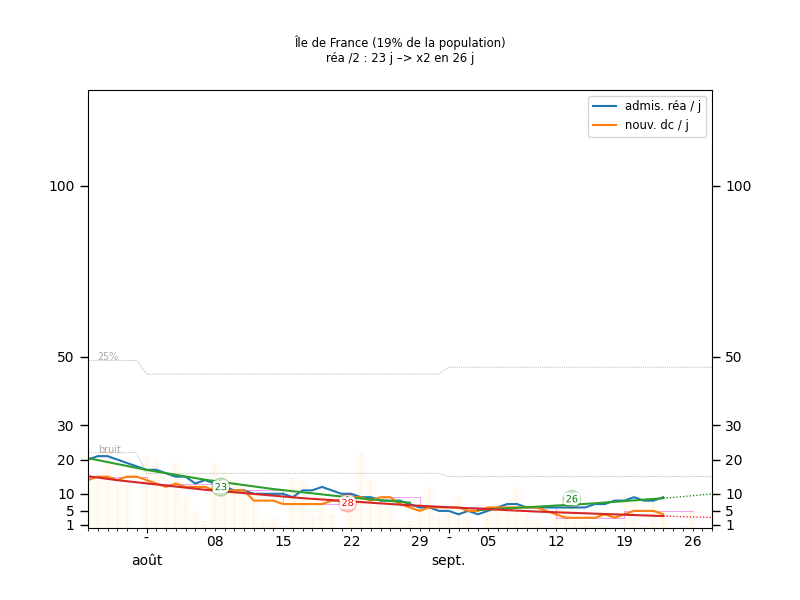 Île de France (19% de la population)
réa /2 : 23 j –> x2 en 26 j
admis. réa / j
nouv. dc / j
100
100
50
50
25%
30
30
bruit
20
20
23
26
28
10
10
5
5
1
1
- 08 15 22 29 - 05 12 19 26
août sept.